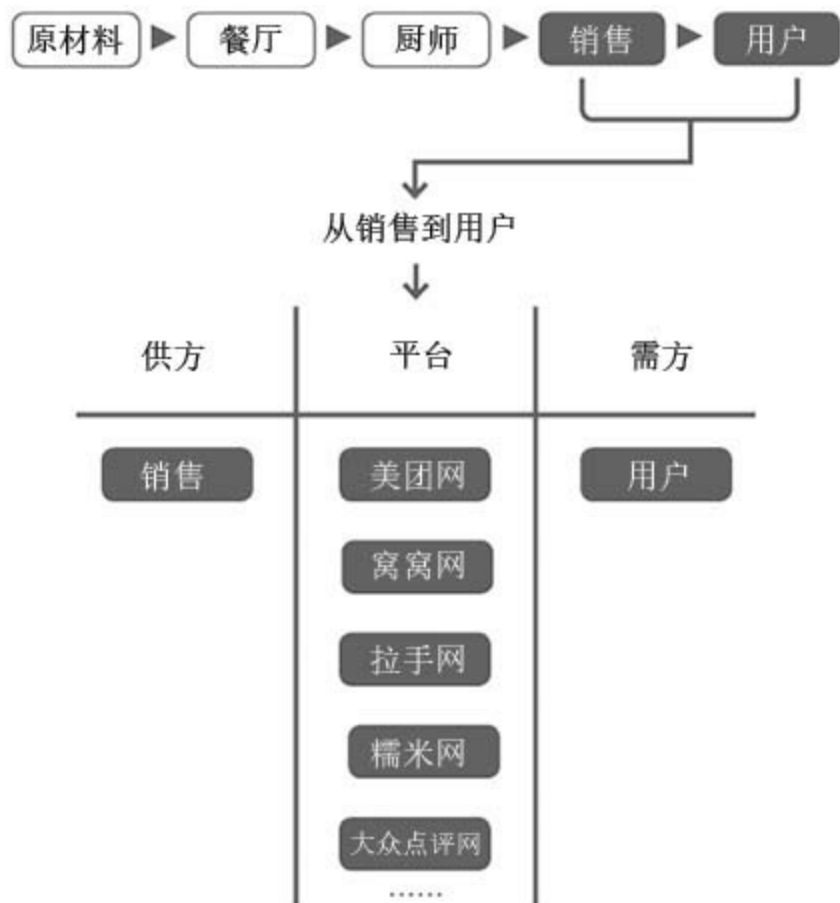 原材料 餐厅 厨师 销售 用户
从销售到用户
供方 平台 需方
销售 美团网 用户
窝窝网
拉手网
糯米网
大众点评网
……